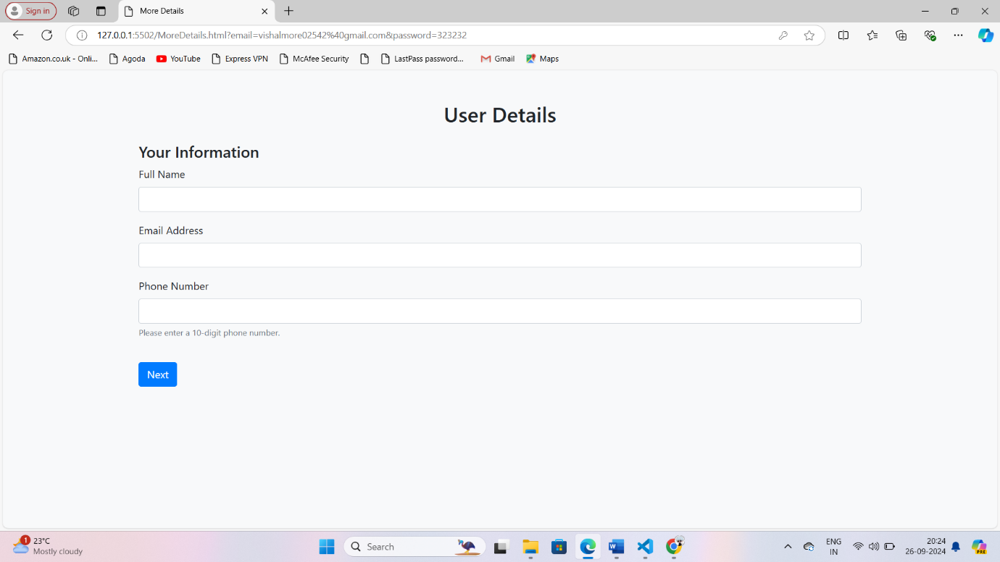 Sign in
More Details
127.0.0.1:5502/MoreDetails.html?email=vishalmore02542%40gmail.com&password=323232
Amazon.co.uk - Onli... Agoda YouTube Express VPN McAfee Security LastPass password... Gmail Maps
User Details
Your Information
Full Name
Email Address
Phone Number
Please enter a 10-digit phone number.
Next
1 23°C
Mostly cloudy
Search
ENG
IN
20:24
26-09-2024
PRE